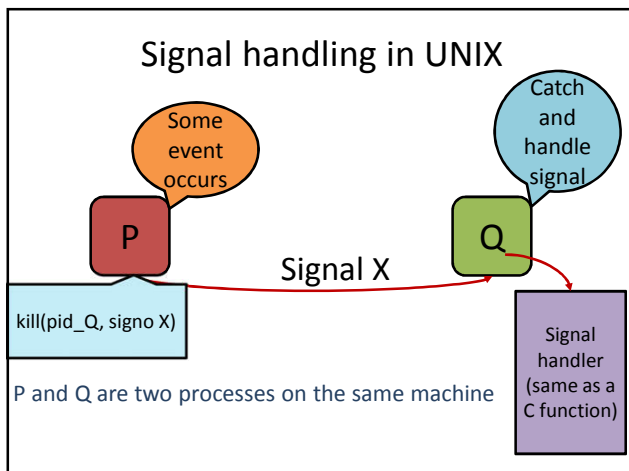 Signal handling in UNIX
Some
event
occurs
Catch
and
handle
signal
P
Q
Signal X
kill(pid_Q, signo X)
Signal
handler
(same as a
C function)
P and Q are two processes on the same machine